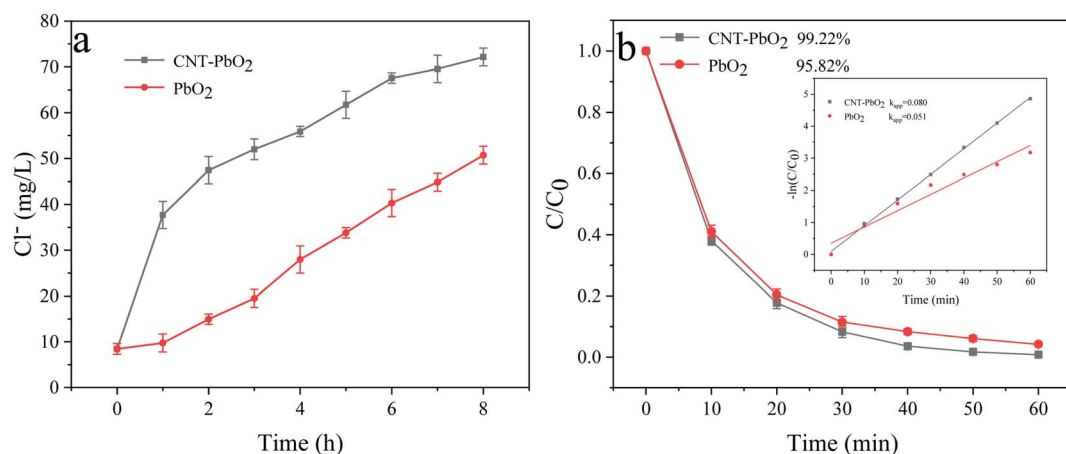 a
CNT-PbO₂
PbO₂
80
70
60
50
40
30
20
10
0
Cl⁻ (mg/L)
0 2 4 6 8
Time (h)
b
CNT-PbO₂ 99.22%
PbO₂ 95.82%
1.0
0.8
0.6
0.4
0.2
0.0
C/C₀
0 10 20 30 40 50 60
Time (min)
CNT-PbO₂ kapp=0.080
PbO₂ kapp=0.051
5
4
3
2
1
0
-ln(C/C₀)
0 10 20 30 40 50 60
Time (min)